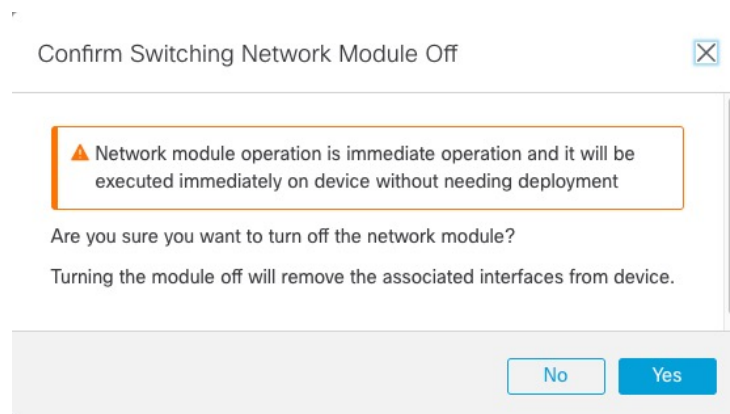 Confirm Switching Network Module Off
Network module operation is immediate operation and it will be
executed immediately on device without needing deployment
Are you sure you want to turn off the network module?
Turning the module off will remove the associated interfaces from device.
No
Yes